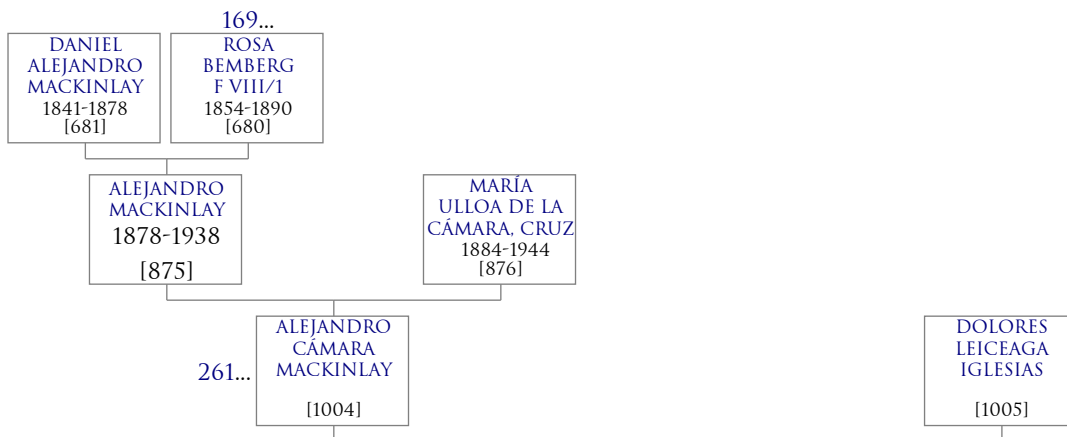 169...
DANIEL
ALEJANDRO
MACKINLAY
1841-1878
[681]
ROSA
BEMBERG
F VIII/1
1854-1890
[680]
ALEJANDRO
MACKINLAY
1878-1938
[875]
MARÍA
ULLOA DE LA
CÁMARA, CRUZ
1884-1944
[876]
261...
ALEJANDRO
CÁMARA
MACKINLAY
[1004]
DOLORES
LEICEAGA
IGLESIAS
[1005]